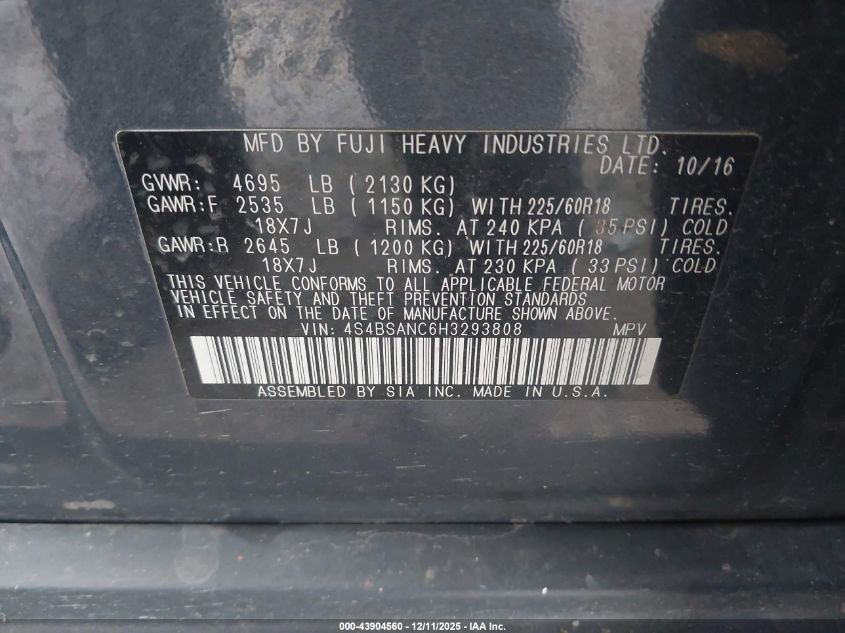 MFD BY FUJI HEAVY INDUSTRIES LTD.
DATE: 10/16
GVWR: 4695 LB ( 2130 KG)
GAWR:F 2535 LB ( 1150 KG) WITH 225/60R18 TIRES.
18X7J RIMS. AT 240 KPA ( 35 PSI) COLD
GAWR:R 2645 LB ( 1200 KG) WITH 225/60R18 TIRES.
18X7J RIMS. AT 230 KPA ( 33 PSI) COLD
THIS VEHICLE CONFORMS TO ALL APPLICABLE FEDERAL MOTOR
VEHICLE SAFETY AND THEFT PREVENTION STANDARDS
IN EFFECT ON THE DATE OF MANUFACTURE SHOWN ABOVE.
VIN: 4S4BSANC6H3293808 MPV
ASSEMBLED BY SIA INC. MADE IN U.S.A.
000-43904560 - 12/11/2025 - IAA Inc.